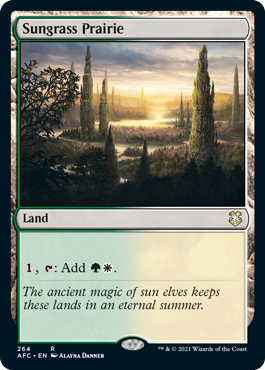 Sungrass Prairie
Land
1, : Add .
The ancient magic of sun elves keeps
these lands in an eternal summer.
264 R
AFC • EN ALAYNA DANNER
™ & © 2021 Wizards of the Coast